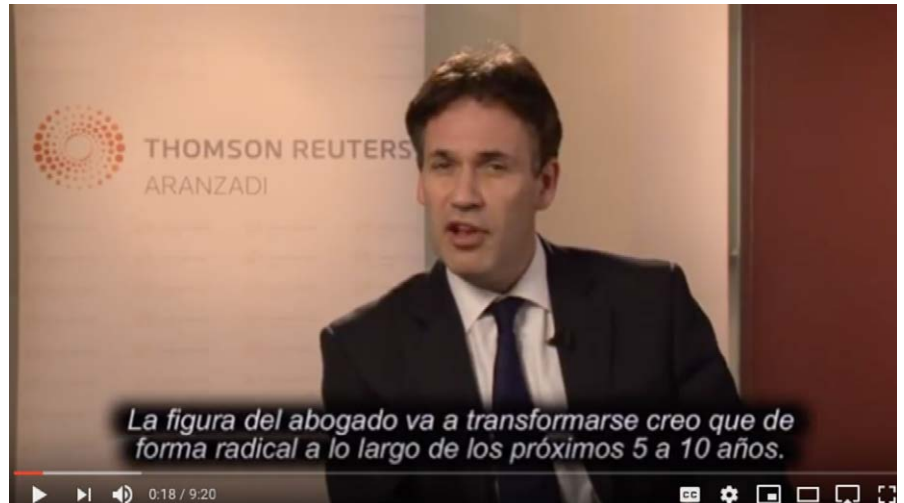 THOMSON REUTERS
ARANZADI
La figura del abogado va a transformarse creo que de
forma radical a lo largo de los próximos 5 a 10 años.
0:18 / 9:20
CC